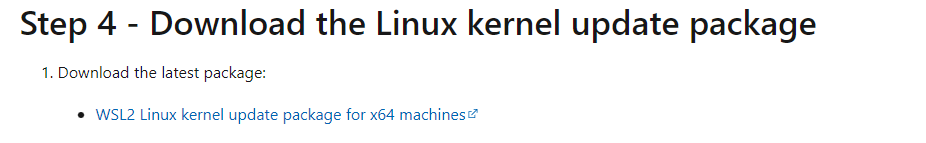 Step 4 - Download the Linux kernel update package
1. Download the latest package:
• WSL2 Linux kernel update package for x64 machines